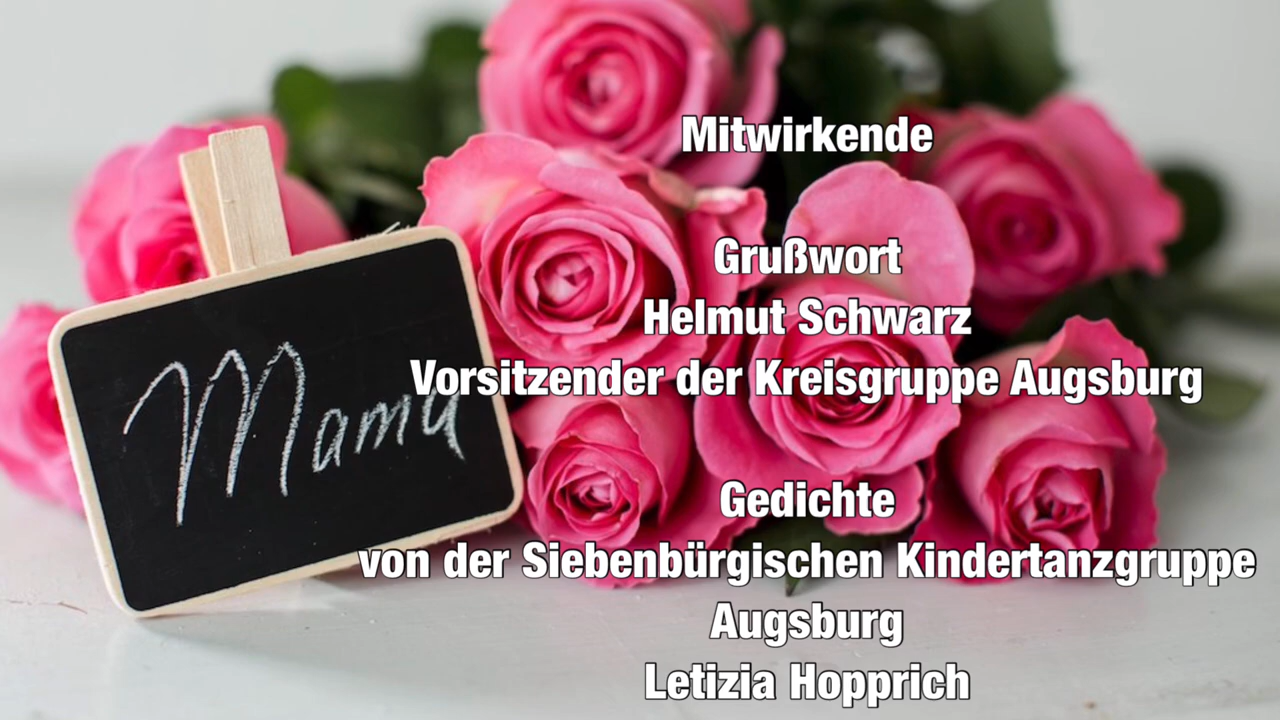 Mitwirkende
Grußwort
Helmut Schwarz
Vorsitzender der Kreisgruppe Augsburg
Mama
Gedichte
von der Siebenbürgischen Kindertanzgruppe
Augsburg
Letizia Hopprich